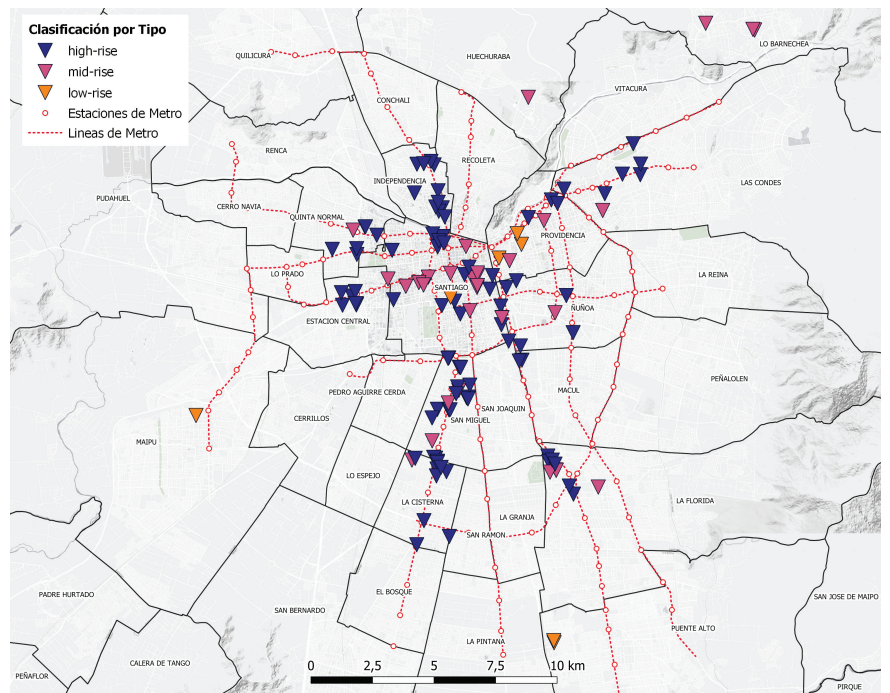 Clasificación por Tipo
high-rise
mid-rise
low-rise
Estaciones de Metro
Lineas de Metro
LO BARNECHEA
QUILICURA
HUECHURABA
VITACURA
CONCHALI
RENCA
RECOLETA
INDEPENDENCIA
LAS CONDES
PUDAHUEL
CERRO NAVIA
QUINTA NORMAL
PROVIDENCIA
LO PRADO
LA REINA
SANTIAGO
ÑUÑOA
ESTACION CENTRAL
PEÑALOLEN
PEDRO AGUIRRE CERDA
MACUL
SAN JOAQUIN
CERRILLOS
SAN MIGUEL
MAIPU
LO ESPEJO
LA FLORIDA
LA CISTERNA
LA GRANJA
SAN RAMON
EL BOSQUE
PADRE HURTADO
SAN JOSE DE MAIPO
SAN BERNARDO
PUENTE ALTO
LA PINTANA
CALERA DE TANGO
PEÑAFLOR
PIRQUE
0 2,5 5 7,5 10 km